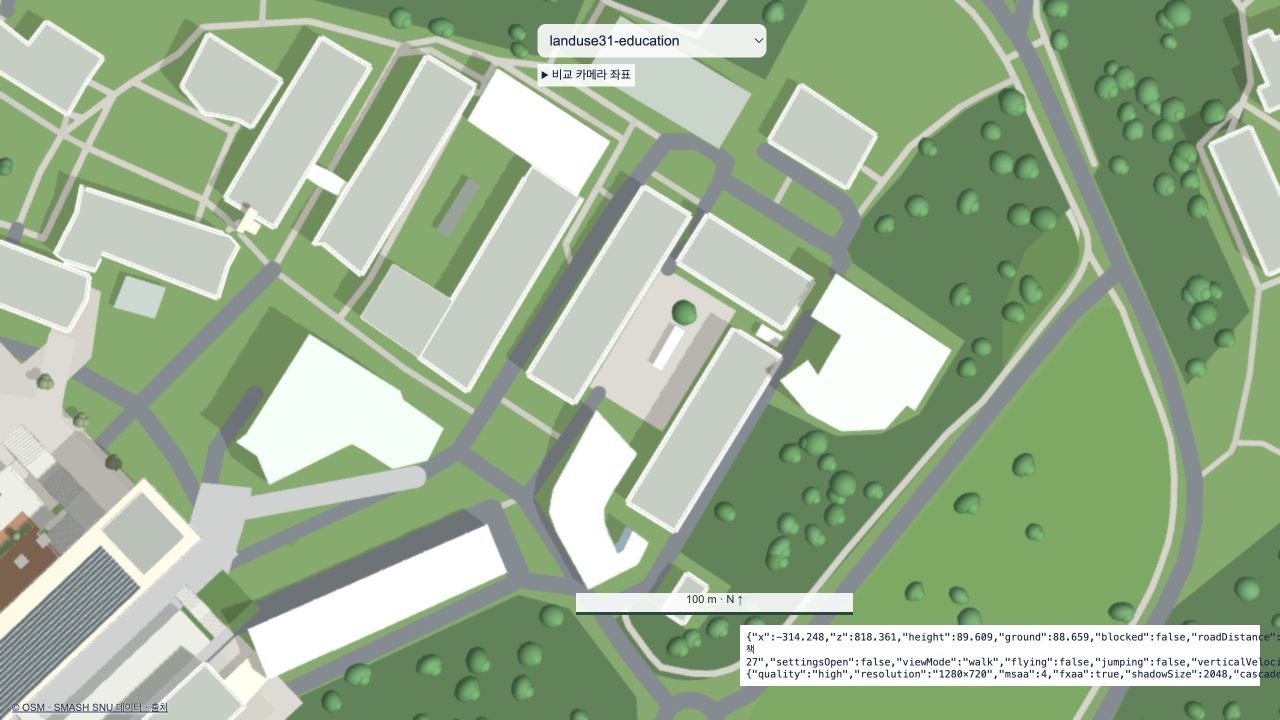 landuse31-education
▶ 비교 카메라 좌표
100 m · N ↑
{"x":−314.248,"z":818.361,"height":89.609,"ground":88.659,"blocked":false,"roadDistance":
책
27","settingsOpen":false,"viewMode":"walk","flying":false,"jumping":false,"verticalVeloci
{"quality":"high","resolution":"1280×720","msaa":4,"fxaa":true,"shadowSize":2048,"cascade
© OSM · SMASH SNU 데이터 · 출처